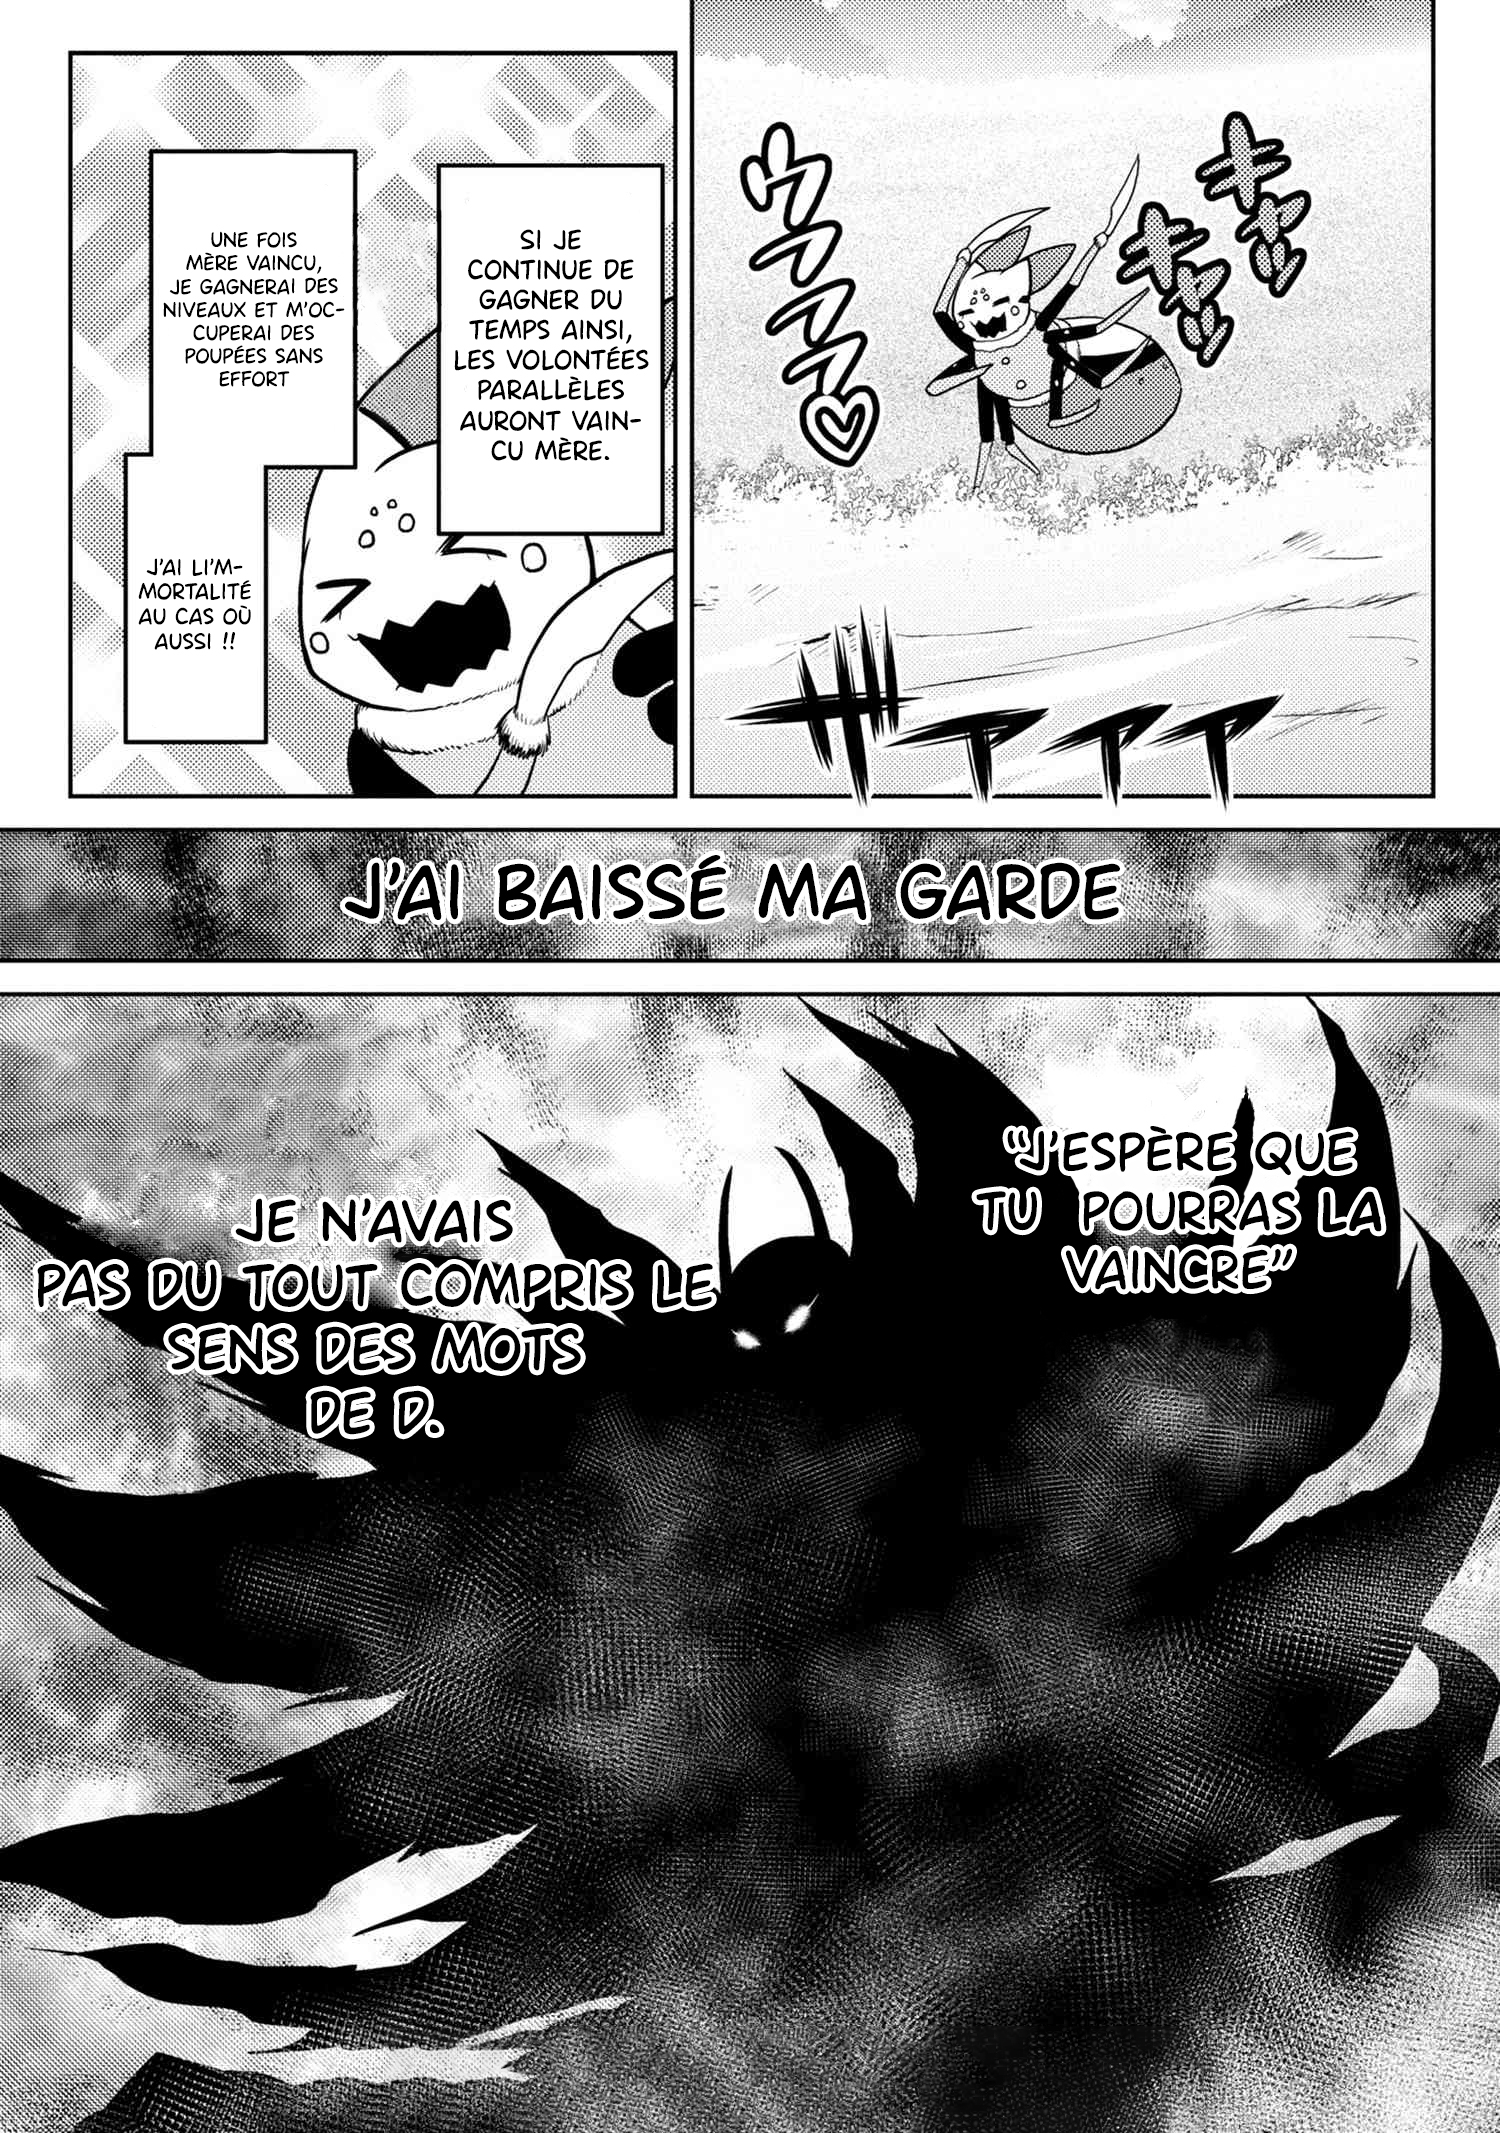 ウフフフ♡
キャッ
キャッ
ザァァァ
SI JE
CONTINUE DE
GAGNER DU
TEMPS AINSI,
LES VOLONTÉES
PARALLÈLES
AURONT VAIN-
CU MÈRE.
UNE FOIS
MÈRE VAINCU,
JE GAGNERAI DES
NIVEAUX ET M'OC-
CUPERAI DES
POUPÉES SANS
EFFORT
J'AI LI'M-
MORTALITÉ
AU CAS OÙ
AUSSI !!
J'AI BAISSÉ MA GARDE
“J'ESPÈRE QUE
TU POURRAS LA
VAINCRE”
JE N'AVAIS
PAS DU TOUT COMPRIS LE
SENS DES MOTS
DE D.